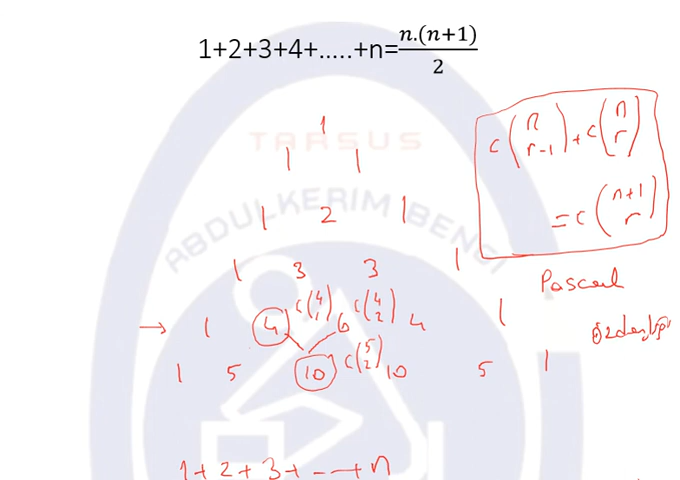 1+2+3+4+.....+n=n.(n+1)/2
TARSUS
ABDULKERİM BENGİ
1
1 1
1 2 1
1 3 3 1
→ 1 4 C(4 1) 6 C(4 2) 4 1
1 5 10 C(5 2) 10 5 1
C(n r-1) + C(n r)
= C(n+1 r)
Pascal
1+2+3+---+n